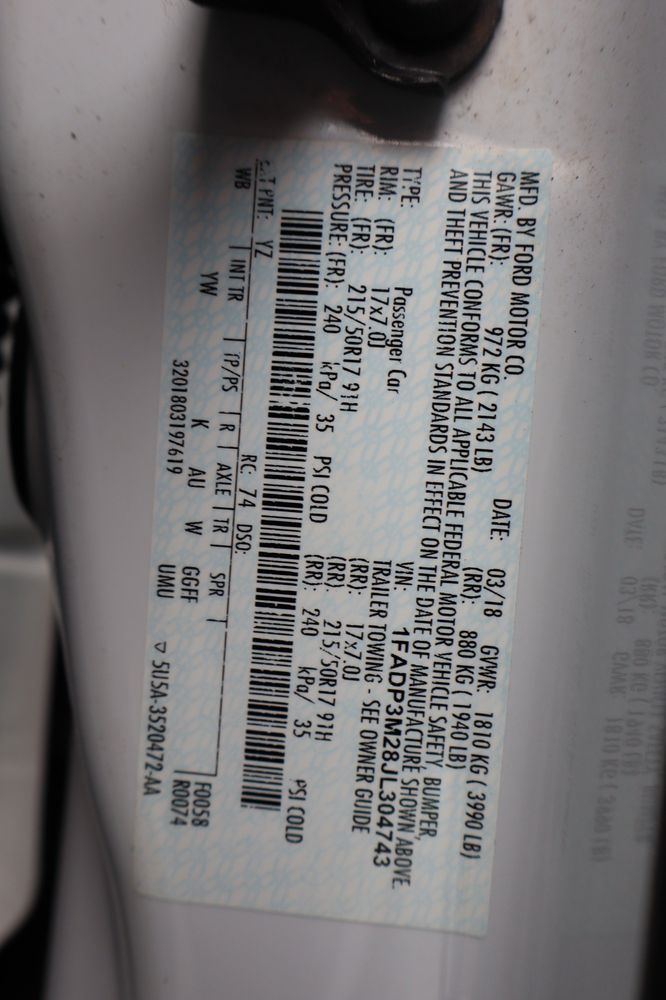 MFD. BY FORD MOTOR CO. DATE: 03/18 GVWR: 1810 KG ( 3990 LB)
GAWR: (FR): 972 KG ( 2143 LB) (RR): 880 KG ( 1940 LB)
THIS VEHICLE CONFORMS TO ALL APPLICABLE FEDERAL MOTOR VEHICLE SAFETY, BUMPER,
AND THEFT PREVENTION STANDARDS IN EFFECT ON THE DATE OF MANUFACTURE SHOWN ABOVE.
VIN: 1FADP3M28JL304743
TYPE: Passenger Car TRAILER TOWING - SEE OWNER GUIDE
RIM: (FR): 17x7.0J (RR): 17x7.0J
TIRE: (FR): 215/50R17 91H (RR): 215/50R17 91H
PRESSURE: (FR): 240 kPa/ 35 PSI COLD (RR): 240 kPa/ 35 PSI COLD
PNT: YZ RC: 74 DSO:
WB INT TR TP/PS R AXLE TR SPR F0058
YW K AU W GGFF R0074
3201803197619 UMU ▽ 5U5A-3520472-AA